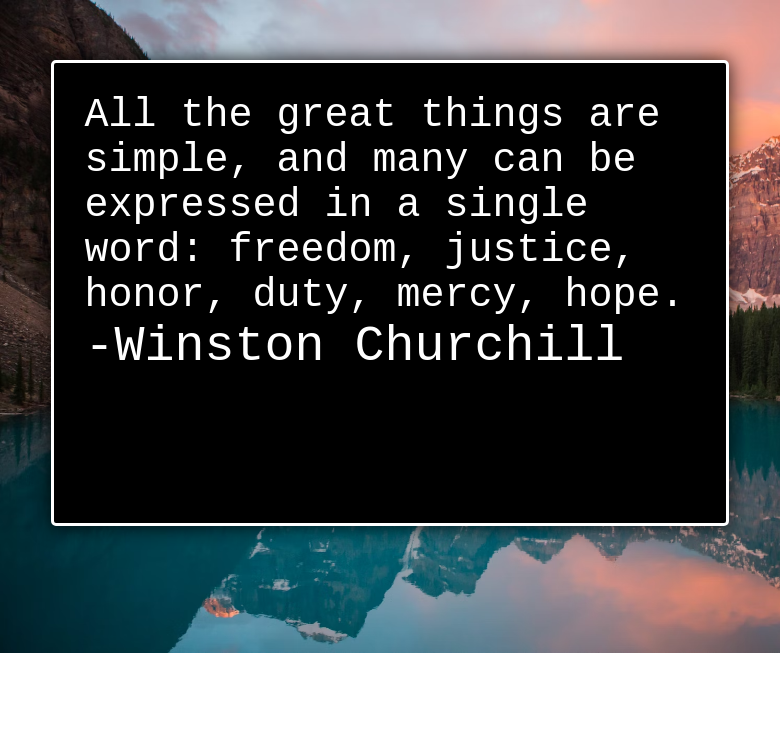 All the great things are
simple, and many can be
expressed in a single
word: freedom, justice,
honor, duty, mercy, hope.
-Winston Churchill